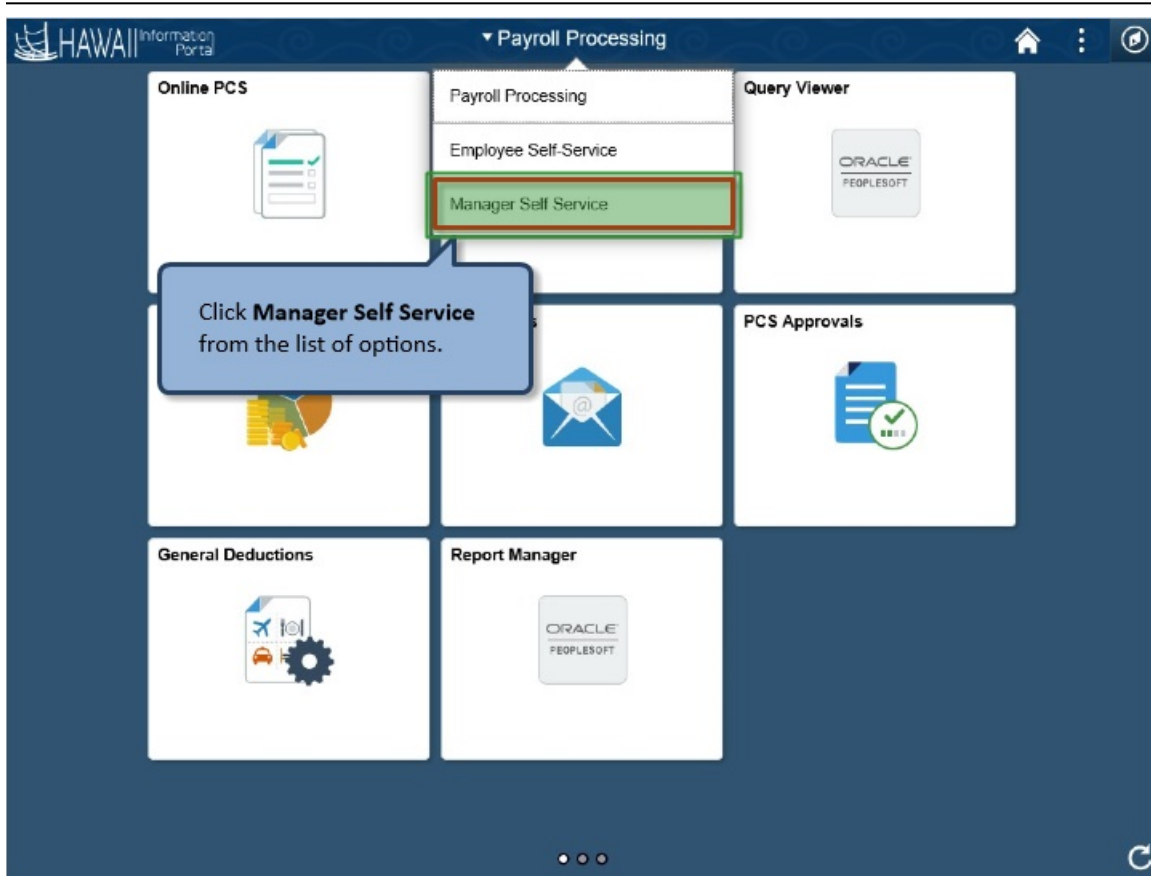 HAWAII Information Portal
Payroll Processing
Online PCS
Payroll Processing
Employee Self-Service
Manager Self Service
Query Viewer
ORACLE
PEOPLESOFT
Click Manager Self Service
from the list of options.
s
PCS Approvals
@
General Deductions
Report Manager
ORACLE
PEOPLESOFT